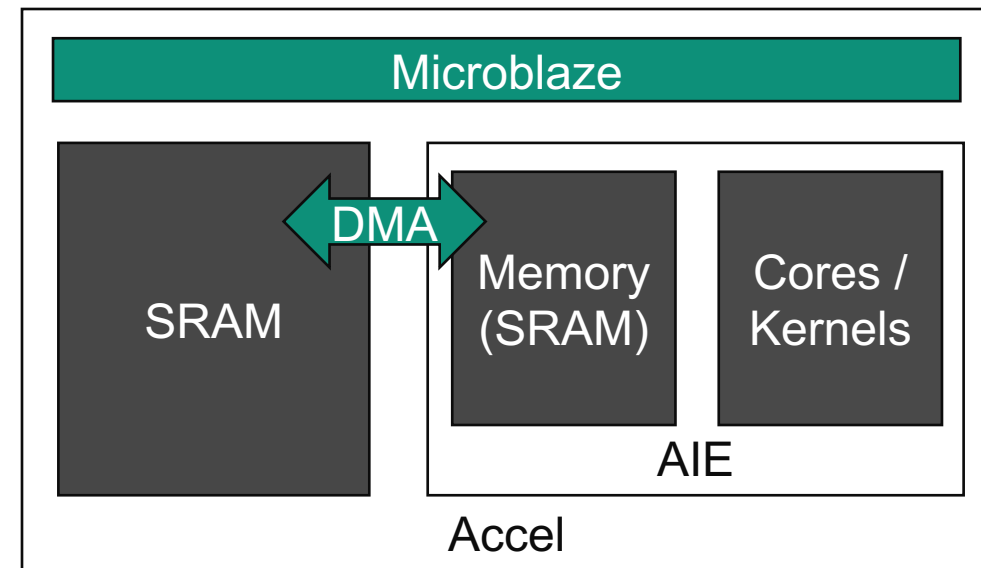 Microblaze
DMA
SRAM
Memory
(SRAM)
Cores /
Kernels
AIE
Accel